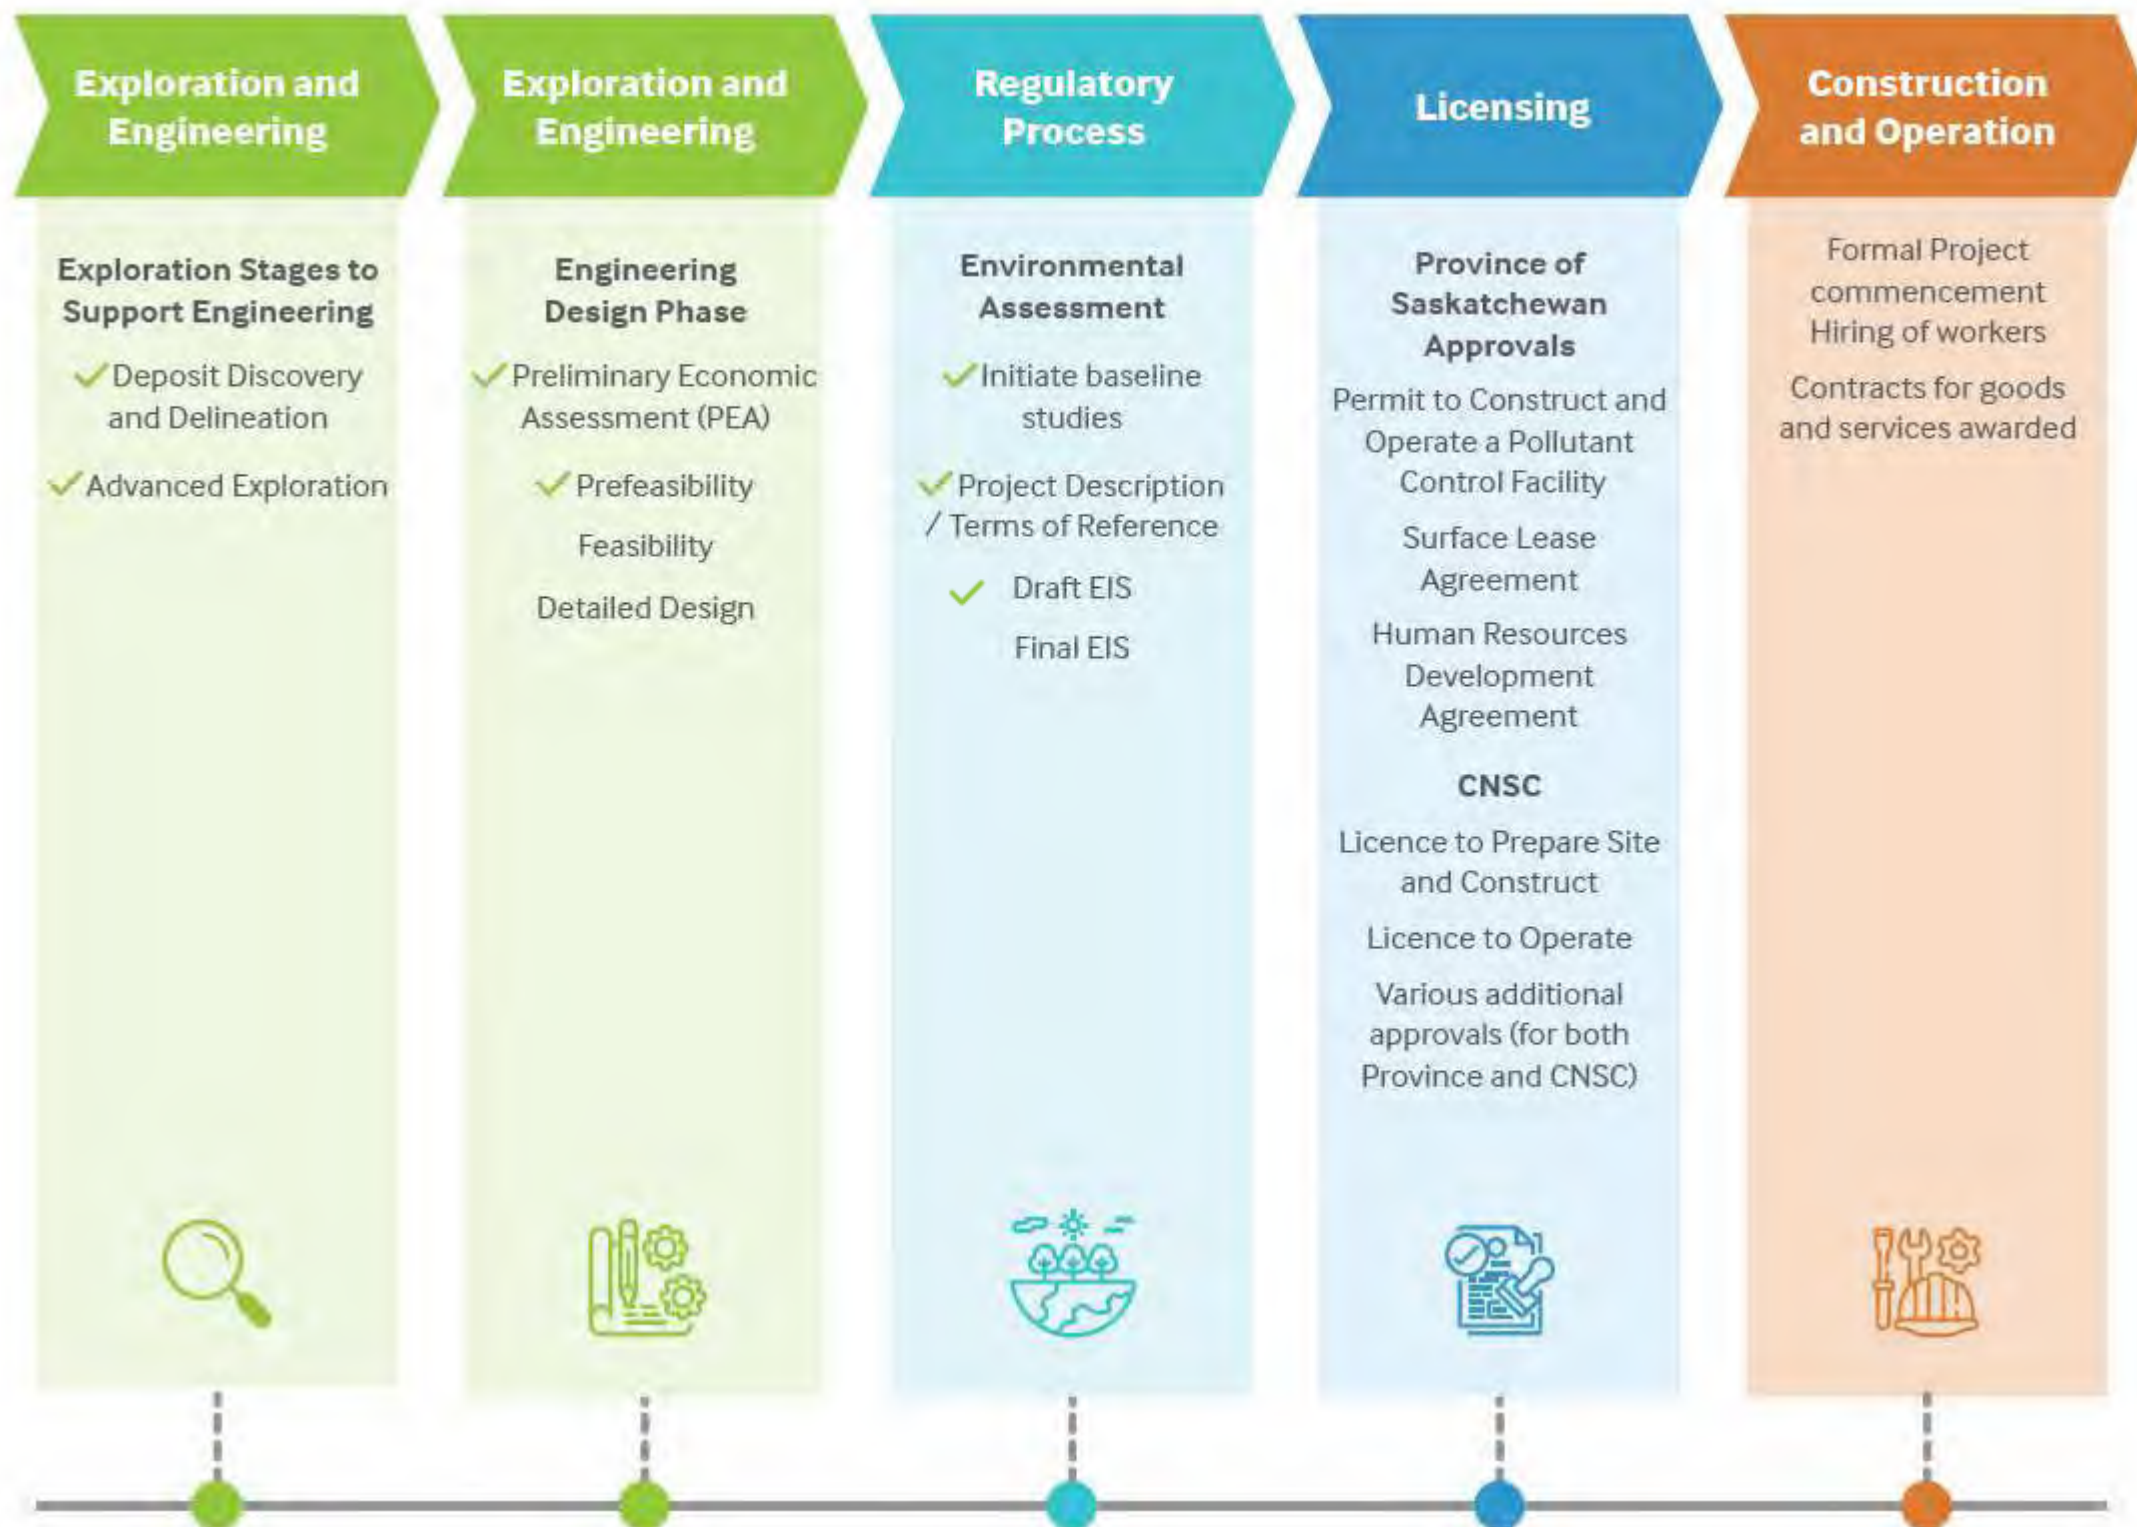 Exploration and
Engineering
Exploration Stages to
Support Engineering
Deposit Discovery
and Delineation
Advanced Exploration
Exploration and
Engineering
Engineering
Design Phase
Preliminary Economic
Assessment (PEA)
Prefeasibility
Feasibility
Detailed Design
Regulatory
Process
Environmental
Assessment
Initiate baseline
studies
Project Description
/ Terms of Reference
Draft EIS
Final EIS
Licensing
Province of
Saskatchewan
Approvals
Permit to Construct and
Operate a Pollutant
Control Facility
Surface Lease
Agreement
Human Resources
Development
Agreement
CNSC
Licence to Prepare Site
and Construct
Licence to Operate
Various additional
approvals (for both
Province and CNSC)
Construction
and Operation
Formal Project
commencement
Hiring of workers
Contracts for goods
and services awarded